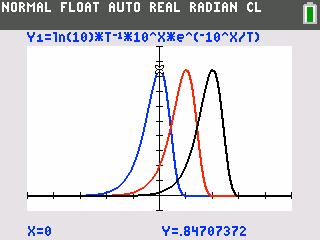 NORMAL FLOAT AUTO REAL RADIAN CL
Y₁=ln(10)*T⁻¹*10^X*e^(⁻10^X/T)
X=0 Y=.84707372